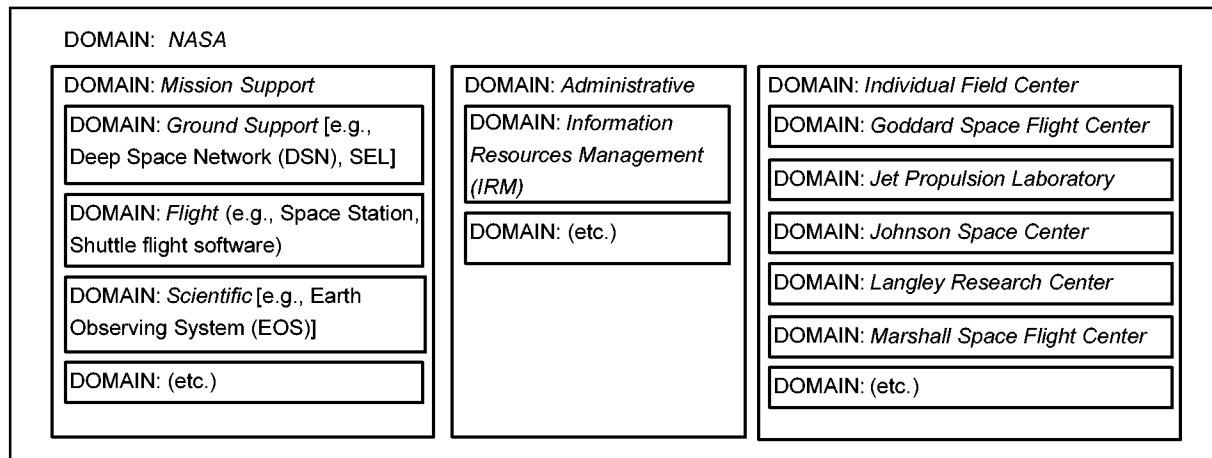 DOMAIN: NASA
DOMAIN: Mission Support
DOMAIN: Ground Support [e.g.,
Deep Space Network (DSN), SEL]
DOMAIN: Flight (e.g., Space Station,
Shuttle flight software)
DOMAIN: Scientific [e.g., Earth
Observing System (EOS)]
DOMAIN: (etc.)
DOMAIN: Administrative
DOMAIN: Information
Resources Management
(IRM)
DOMAIN: (etc.)
DOMAIN: Individual Field Center
DOMAIN: Goddard Space Flight Center
DOMAIN: Jet Propulsion Laboratory
DOMAIN: Johnson Space Center
DOMAIN: Langley Research Center
DOMAIN: Marshall Space Flight Center
DOMAIN: (etc.)